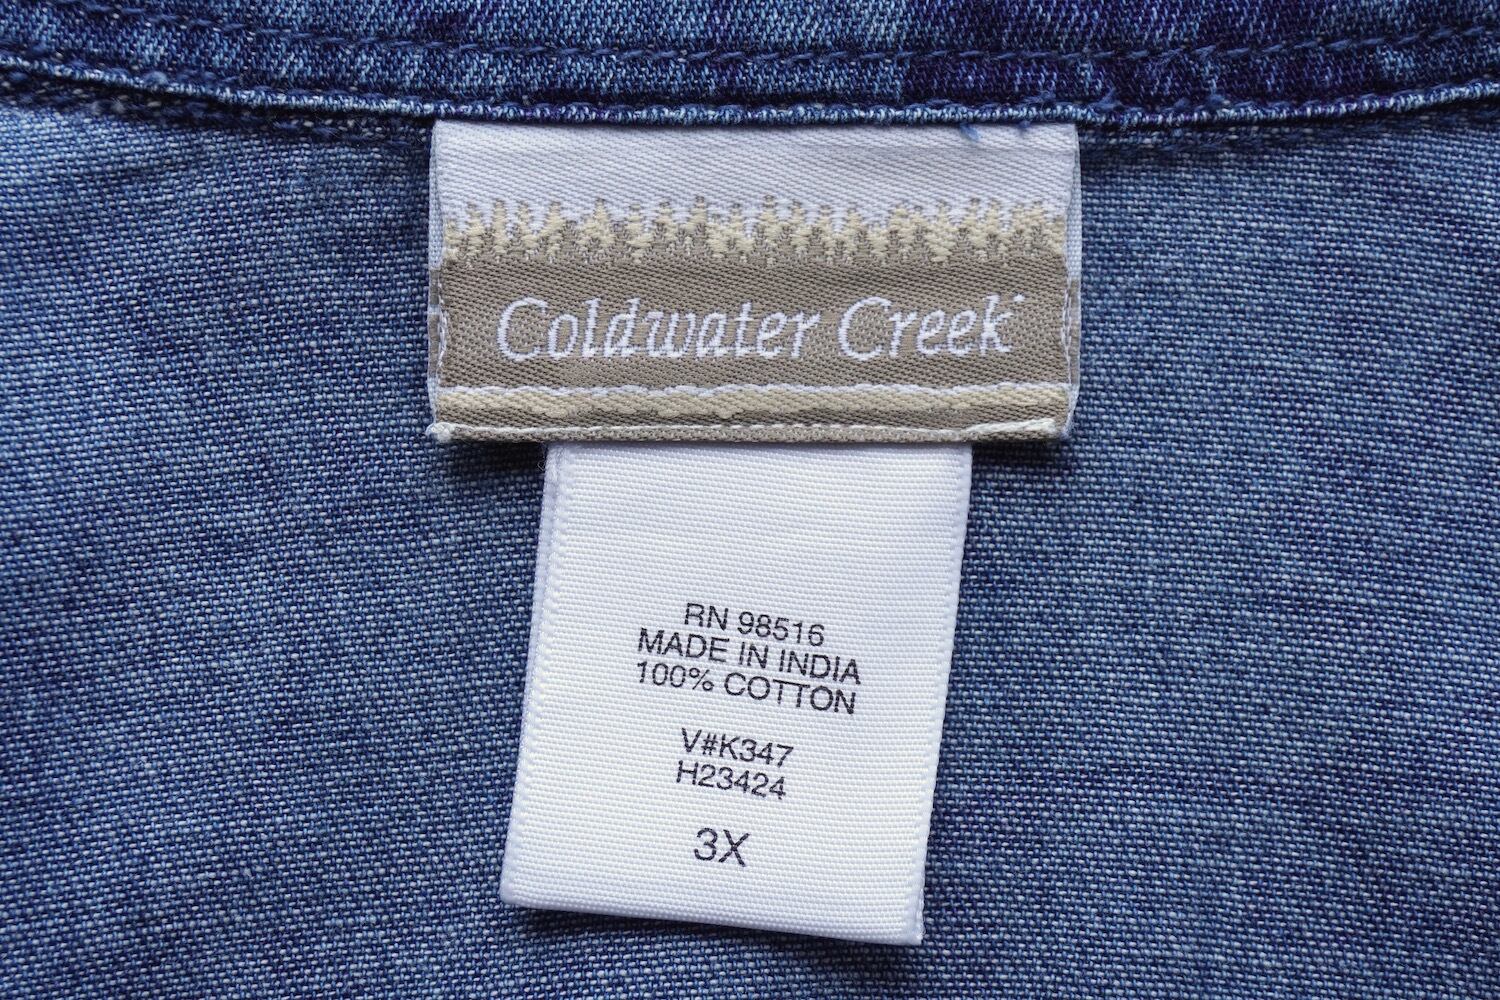 Coldwater Creek
RN 98516
MADE IN INDIA
100% COTTON
V#K347
H23424
3X